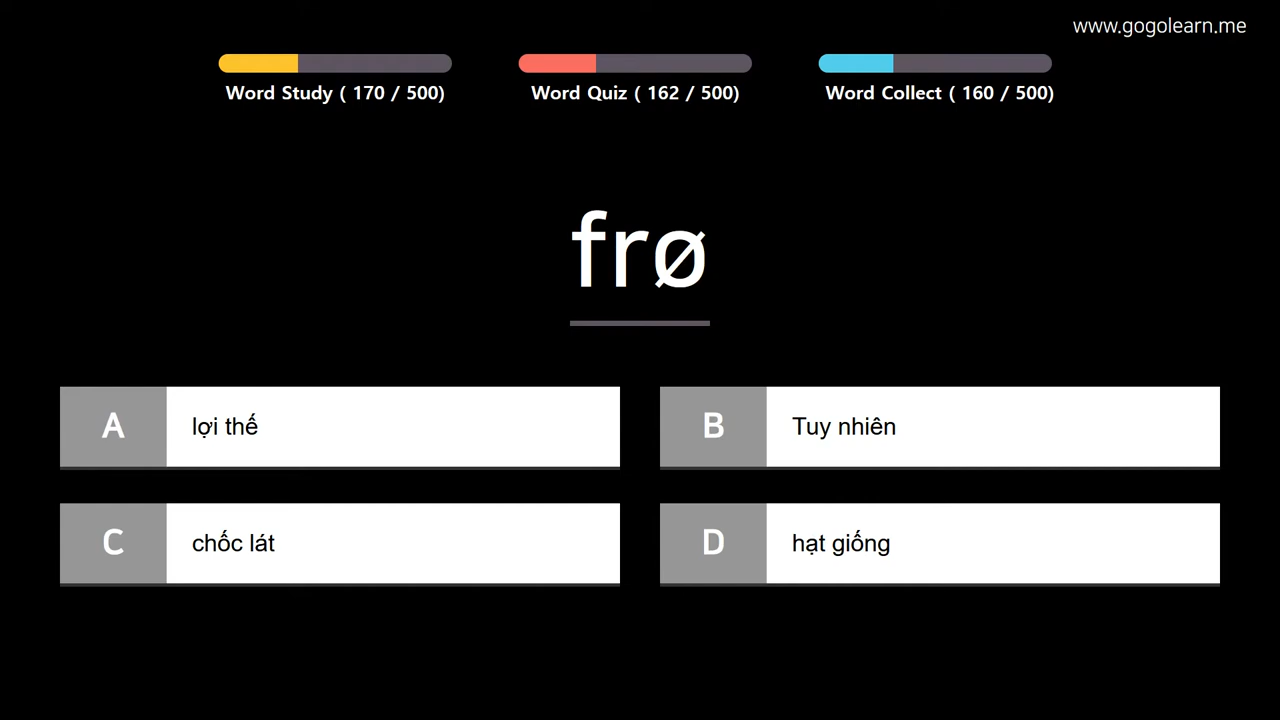 www.gogolearn.me
Word Study ( 170 / 500)
Word Quiz ( 162 / 500)
Word Collect ( 160 / 500)
frø
A lợi thế
B Tuy nhiên
C chốc lát
D hạt giống